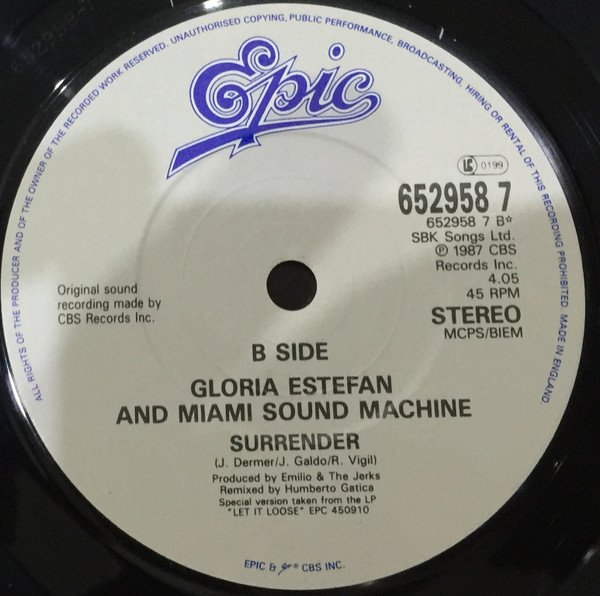 ALL RIGHTS OF THE PRODUCER AND OF THE OWNER OF THE RECORDED WORK RESERVED. UNAUTHORISED COPYING, PUBLIC PERFORMANCE, BROADCASTING, HIRING OR RENTAL OF THIS RECORDING PROHIBITED. MADE IN ENGLAND.
Epic
LC 0199
652958 7
652958 7 B*
SBK Songs Ltd.
℗ 1987 CBS
Records Inc.
4.05
45 RPM
STEREO
MCPS/BIEM
Original sound
recording made by
CBS Records Inc.
B SIDE
GLORIA ESTEFAN
AND MIAMI SOUND MACHINE
SURRENDER
(J. Dermer/J. Galdo/R. Vigil)
Produced by Emilio & The Jerks
Remixed by Humberto Gatica
Special version taken from the LP
"LET IT LOOSE" EPC 450910
EPIC & ® CBS INC.